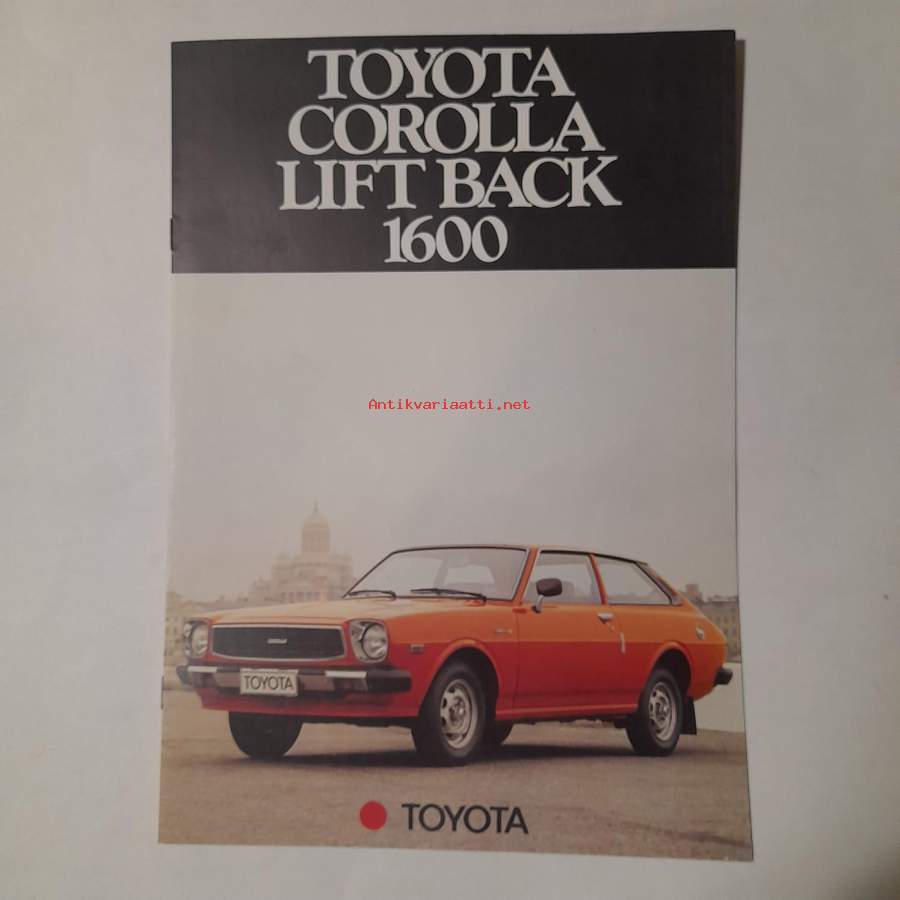 TOYOTA
COROLLA
LIFT BACK
1600
Antikvariaatti.net
TOYOTA
TOYOTA